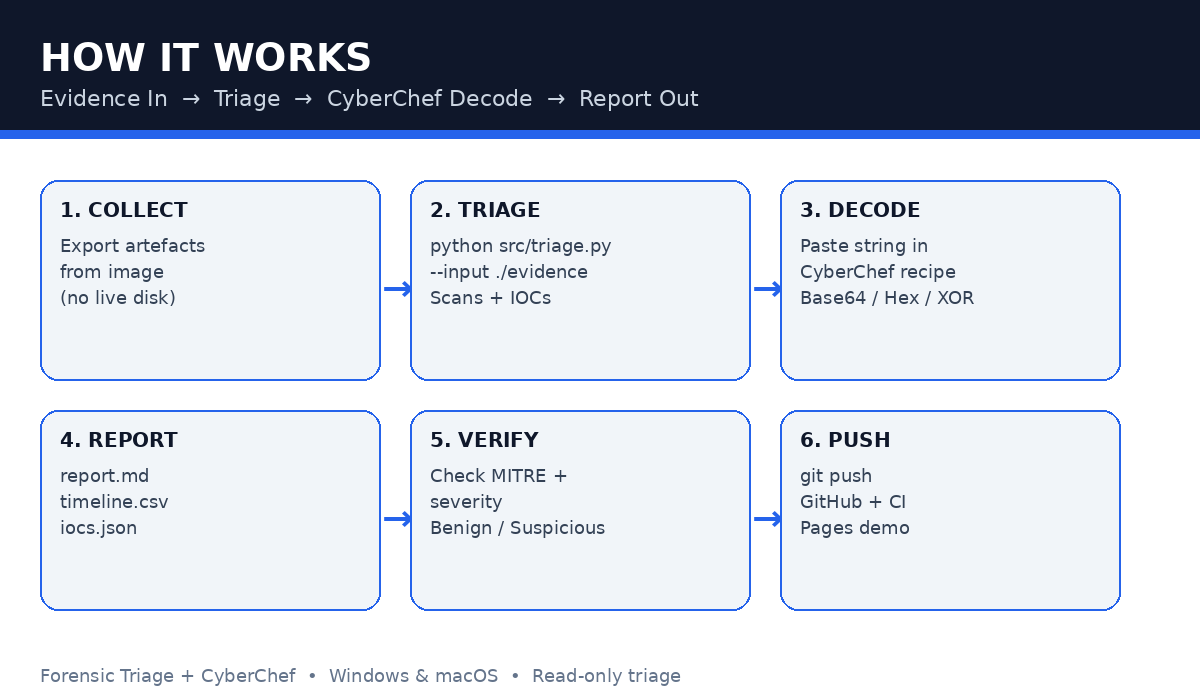 HOW IT WORKS
Evidence In → Triage → CyberChef Decode → Report Out
1. COLLECT
Export artefacts
from image
(no live disk)
→
2. TRIAGE
python src/triage.py
--input ./evidence
Scans + IOCs
→
3. DECODE
Paste string in
CyberChef recipe
Base64 / Hex / XOR
4. REPORT
report.md
timeline.csv
iocs.json
→
5. VERIFY
Check MITRE +
severity
Benign / Suspicious
→
6. PUSH
git push
GitHub + CI
Pages demo
Forensic Triage + CyberChef • Windows & macOS • Read-only triage